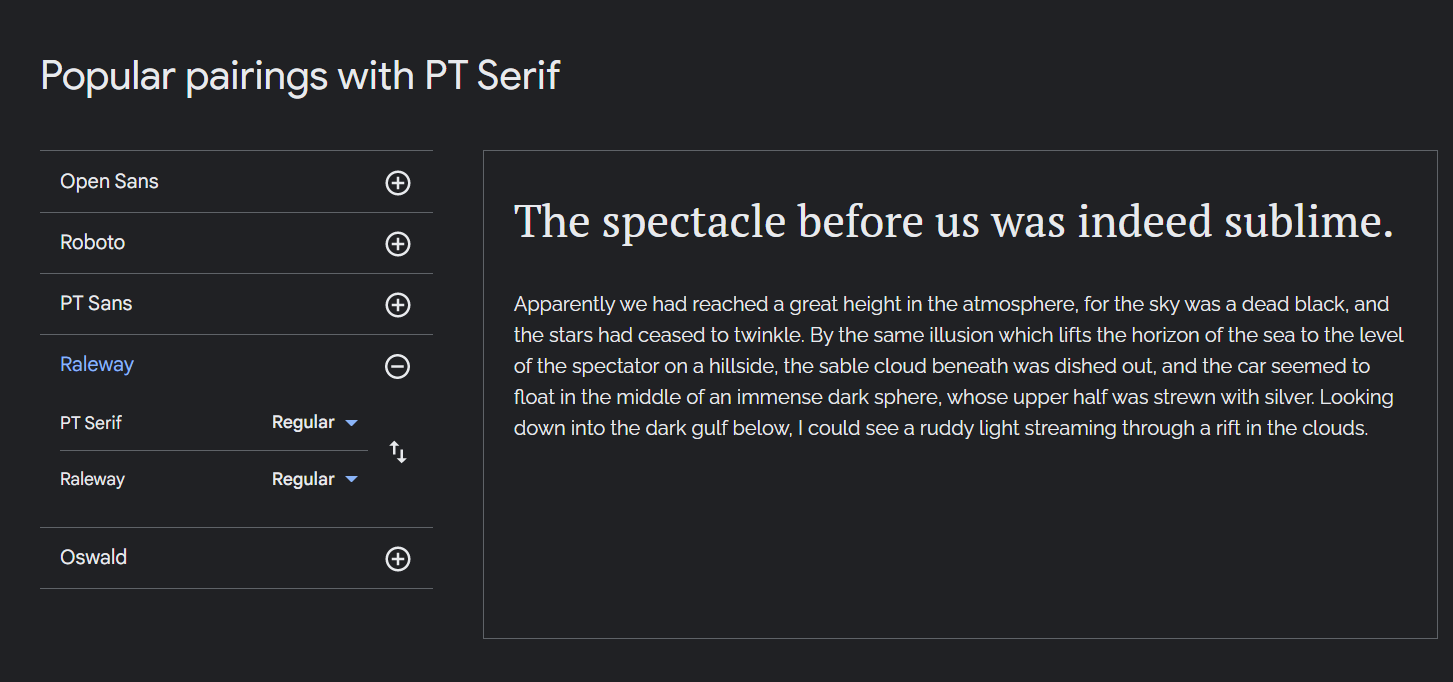 Popular pairings with PT Serif
Open Sans
Roboto
PT Sans
Raleway
PT Serif Regular
Raleway Regular
Oswald
The spectacle before us was indeed sublime.
Apparently we had reached a great height in the atmosphere, for the sky was a dead black, and
the stars had ceased to twinkle. By the same illusion which lifts the horizon of the sea to the level
of the spectator on a hillside, the sable cloud beneath was dished out, and the car seemed to
float in the middle of an immense dark sphere, whose upper half was strewn with silver. Looking
down into the dark gulf below, I could see a ruddy light streaming through a rift in the clouds.